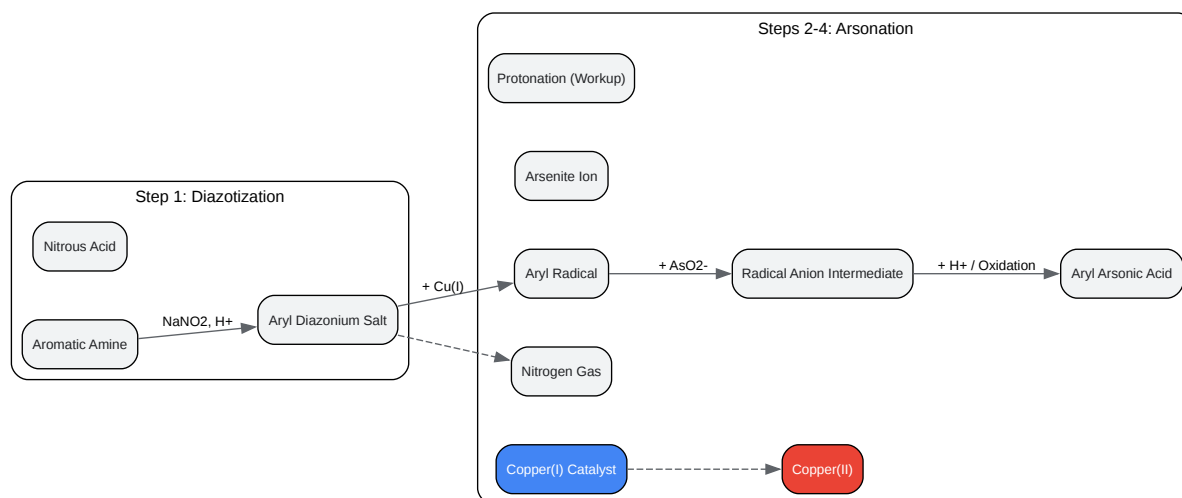 Steps 2-4: Arsonation
Protonation (Workup)
Arsenite Ion
Step 1: Diazotization
Nitrous Acid
Aromatic Amine
NaNO2, H+
Aryl Diazonium Salt
+ Cu(I)
Aryl Radical
+ AsO2-
Radical Anion Intermediate
+ H+ / Oxidation
Aryl Arsonic Acid
Nitrogen Gas
Copper(I) Catalyst
Copper(II)